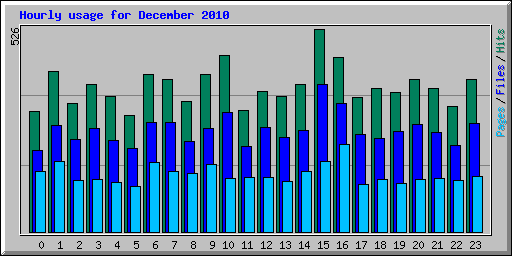 Hourly usage for December 2010
526
Pages/Files/Hits
0 1 2 3 4 5 6 7 8 9 10 11 12 13 14 15 16 17 18 19 20 21 22 23